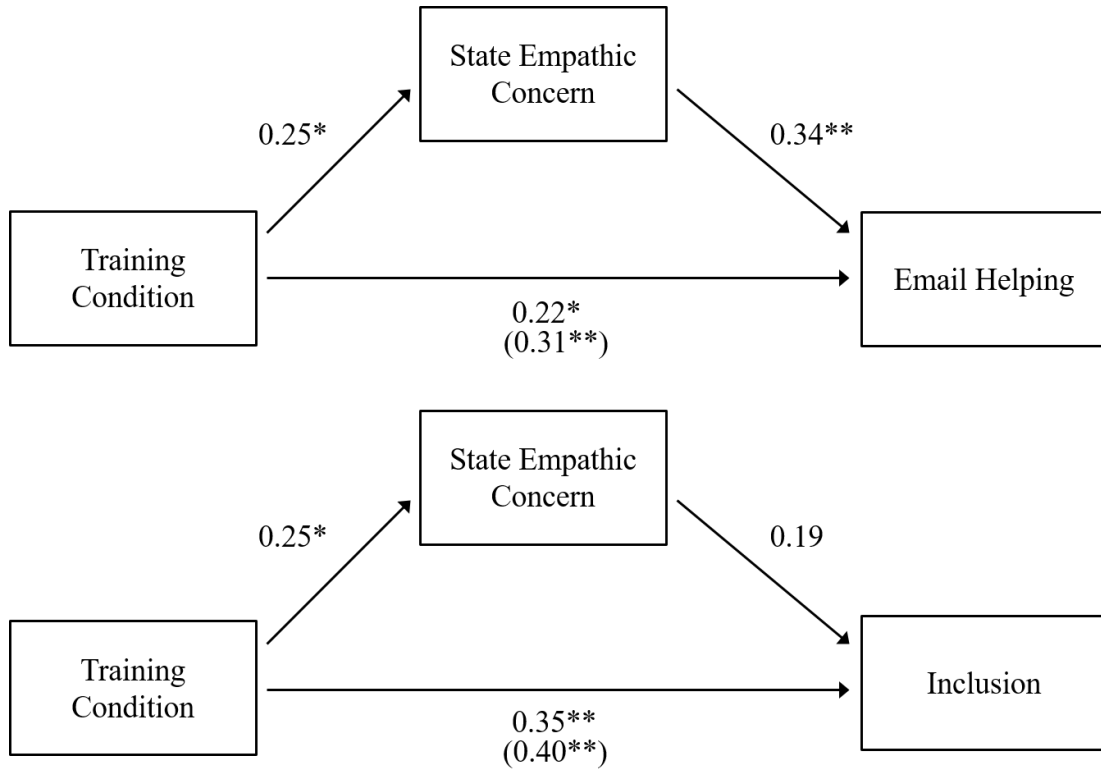 State Empathic
Concern
0.25*
0.34**
Training
Condition
Email Helping
0.22*
(0.31**)
State Empathic
Concern
0.25*
0.19
Training
Condition
Inclusion
0.35**
(0.40**)